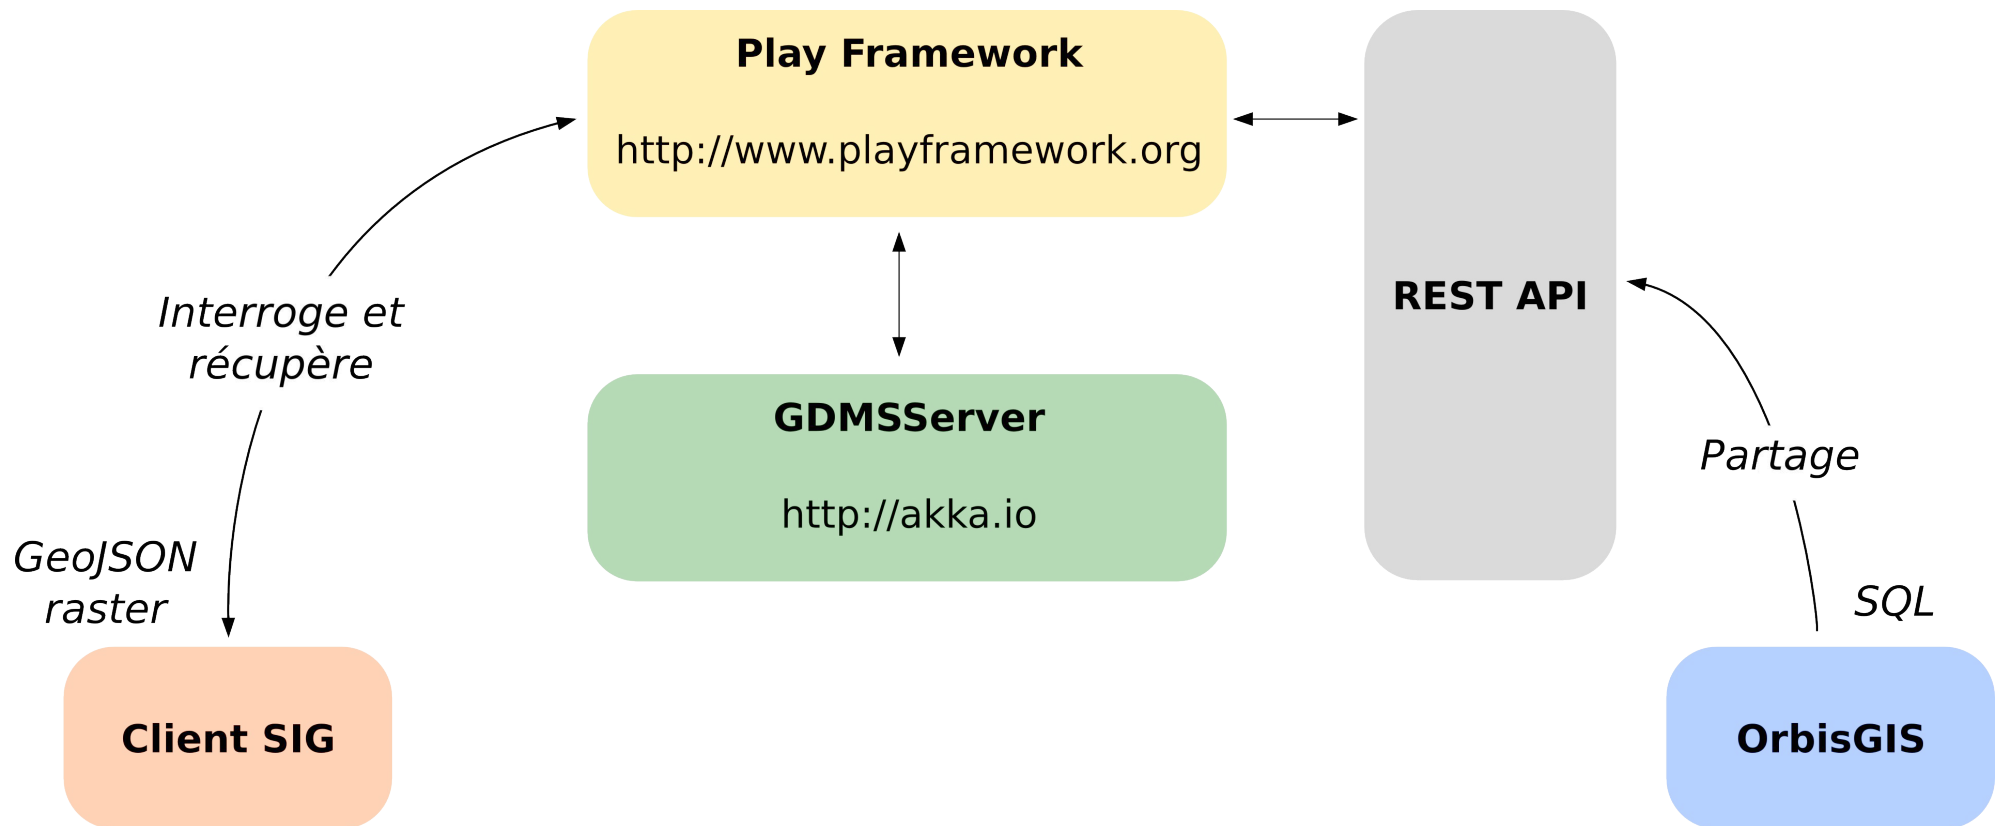 Play Framework
http://www.playframework.org
Interroge et
récupère
REST API
GDMSServer
http://akka.io
Partage
GeoJSON
raster
SQL
Client SIG
OrbisGIS